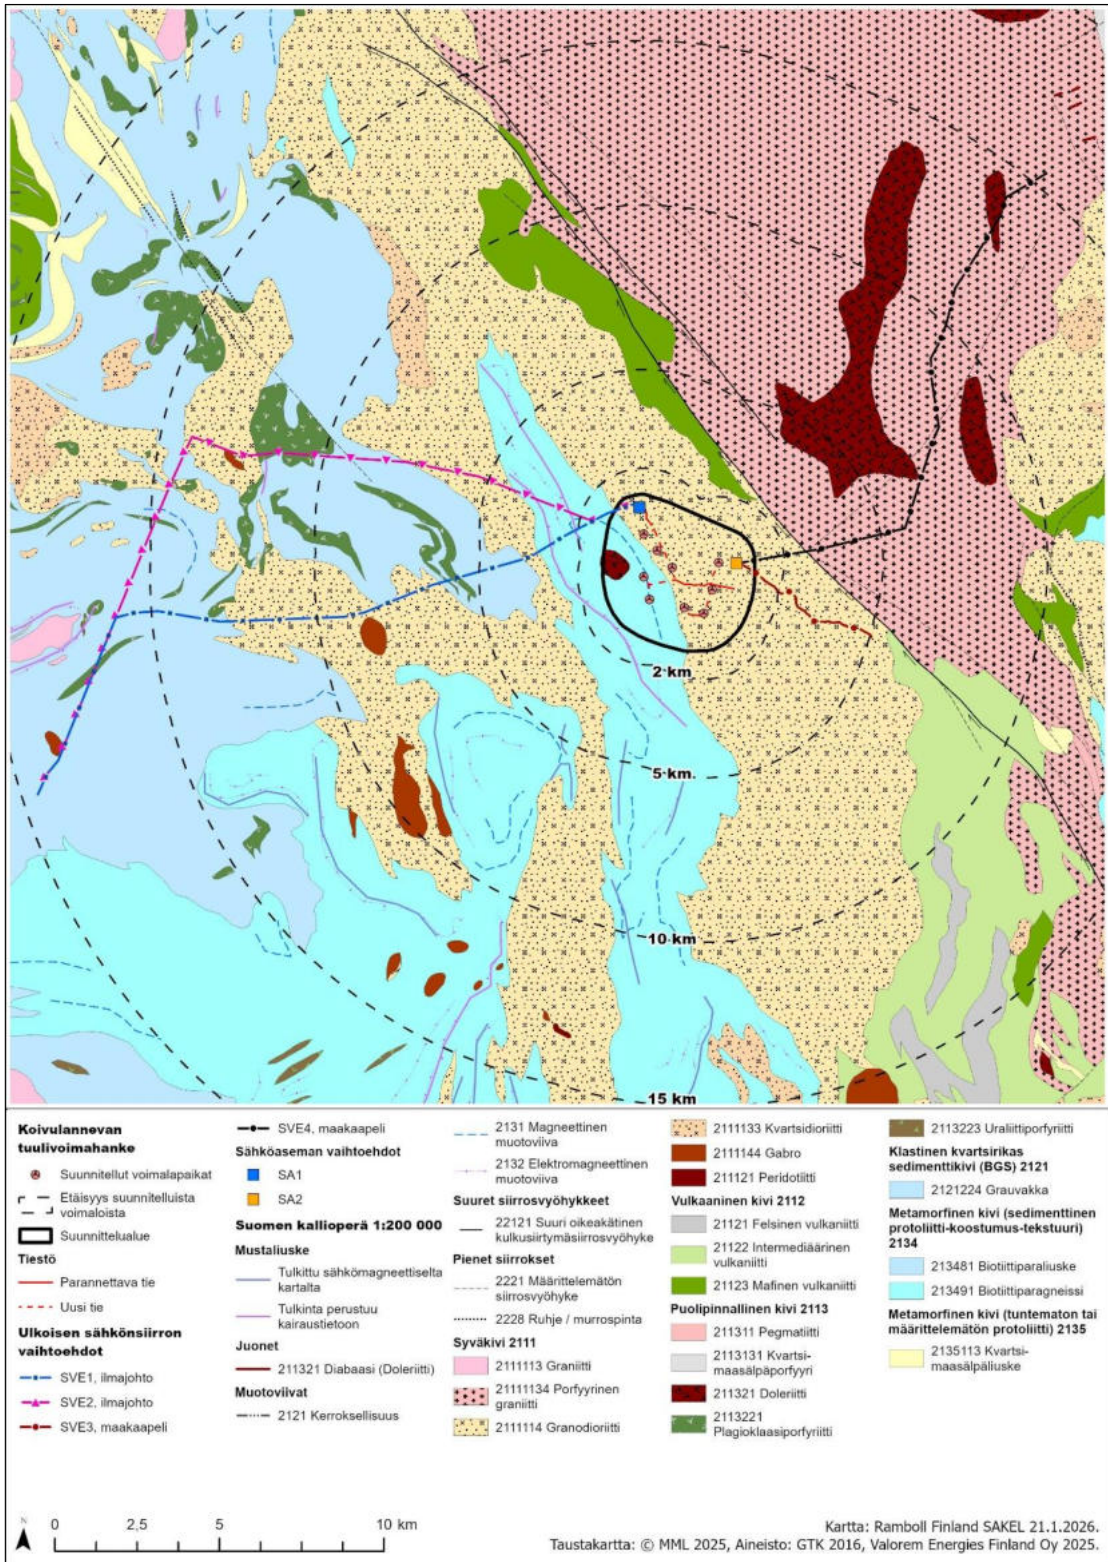 2 km
5 km
10 km
15 km
Koivulannevan
tuulivoimahanke
Suunnitellut voimalapaikat
Etäisyys suunnitelluista
voimaloista
Suunnittelualue
Tiestö
Parannettava tie
Uusi tie
Ulkoisen sähkönsiirron
vaihtoehdot
SVE1, ilmajohto
SVE2, ilmajohto
SVE3, maakaapeli
SVE4, maakaapeli
Sähköaseman vaihtoehdot
SA1
SA2
Suomen kallioperä 1:200 000
Mustaliuske
Tulkittu sähkömagneettiselta
kartalta
Tulkinta perustuu
kairaustietoon
Juonet
211321 Diabaasi (Doleriitti)
Muotoviivat
2121 Kerroksellisuus
2131 Magneettinen
muotoviiva
2132 Elektromagneettinen
muotoviiva
Suuret siirrosvyöhykkeet
22121 Suuri oikeakätinen
kulkusiirtymäsiirrosvyöhyke
Pienet siirrokset
2221 Määrittelemätön
siirrosvyöhyke
2228 Ruhje / murrospinta
Syväkivi 2111
2111113 Graniitti
21111134 Porfyyrinen
graniitti
2111114 Granodioriitti
2111133 Kvartsidioriitti
2111144 Gabro
211121 Peridotiitti
Vulkaaninen kivi 2112
21121 Felsinen vulkaniitti
21122 Intermediäärinen
vulkaniitti
21123 Mafinen vulkaniitti
Puolipinnallinen kivi 2113
211311 Pegmatiitti
2113131 Kvartsi-
maasälpäporfyyri
211321 Doleriitti
2113221
Plagioklaasiporfyriitti
2113223 Uraliittiporfyriitti
Klastinen kvartsirikas
sedimenttikivi (BGS) 2121
2121224 Grauvakka
Metamorfinen kivi (sedimenttinen
protoliitti-koostumus-tekstuuri)
2134
213481 Biotiittiparaliuske
213491 Biotiittiparagneissi
Metamorfinen kivi (tuntematon tai
määrittelemätön protoliitti) 2135
2135113 Kvartsi-
maasälpäliuske
N
0 2,5 5 10 km
Kartta: Ramboll Finland SAKEL 21.1.2026.
Taustakartta: © MML 2025, Aineisto: GTK 2016, Valorem Energies Finland Oy 2025.